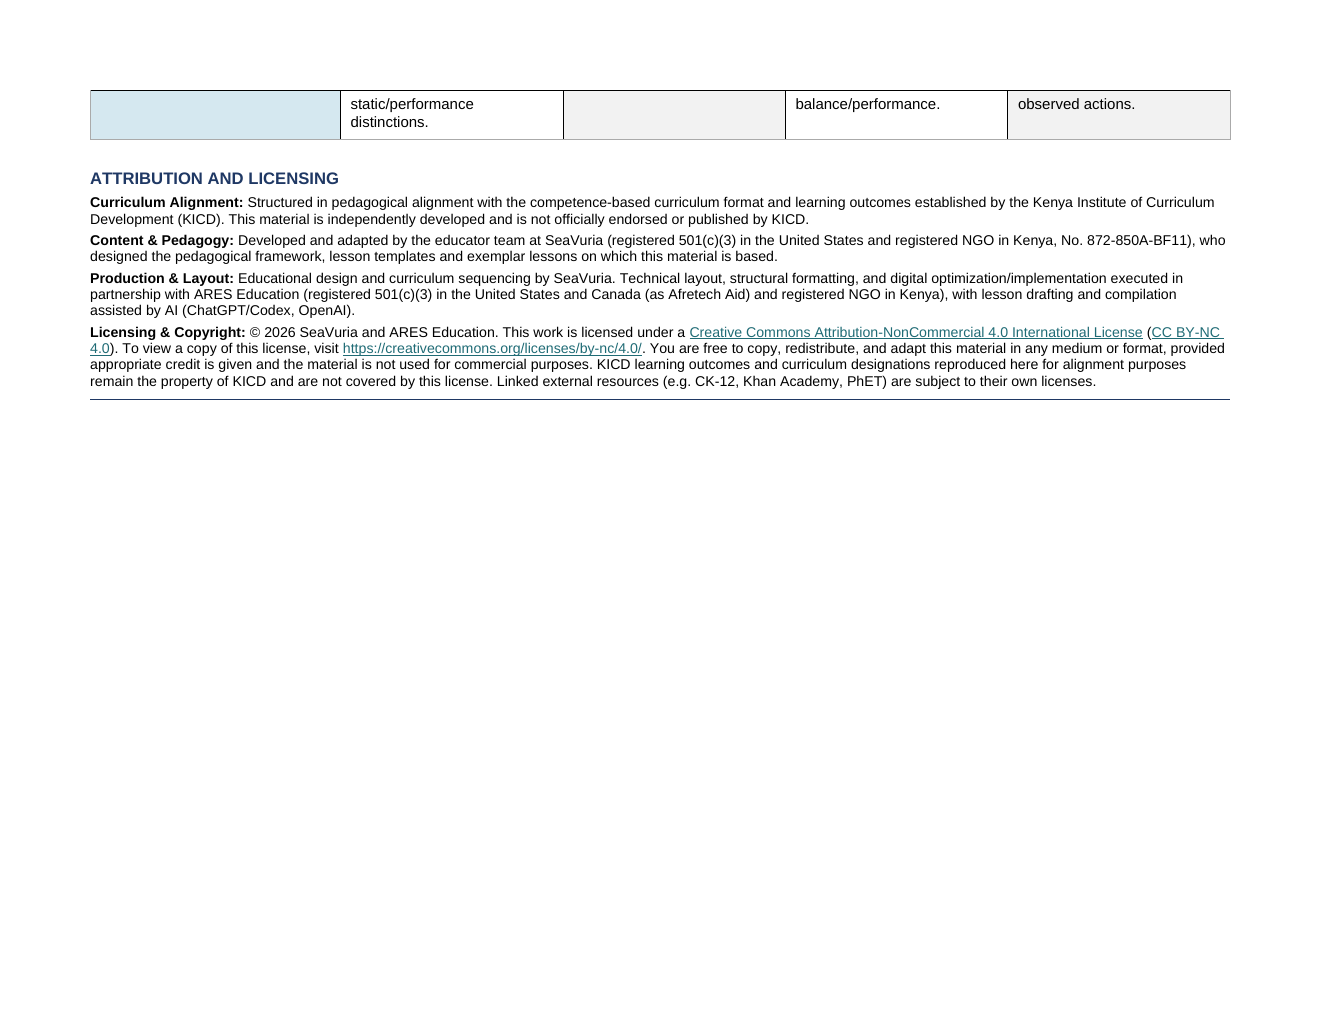 static/performance
distinctions.
balance/performance.
observed actions.
ATTRIBUTION AND LICENSING
Curriculum Alignment: Structured in pedagogical alignment with the competence-based curriculum format and learning outcomes established by the Kenya Institute of Curriculum
Development (KICD). This material is independently developed and is not officially endorsed or published by KICD.
Content & Pedagogy: Developed and adapted by the educator team at SeaVuria (registered 501(c)(3) in the United States and registered NGO in Kenya, No. 872-850A-BF11), who
designed the pedagogical framework, lesson templates and exemplar lessons on which this material is based.
Production & Layout: Educational design and curriculum sequencing by SeaVuria. Technical layout, structural formatting, and digital optimization/implementation executed in
partnership with ARES Education (registered 501(c)(3) in the United States and Canada (as Afretech Aid) and registered NGO in Kenya), with lesson drafting and compilation
assisted by AI (ChatGPT/Codex, OpenAI).
Licensing & Copyright: © 2026 SeaVuria and ARES Education. This work is licensed under a Creative Commons Attribution-NonCommercial 4.0 International License (CC BY-NC
4.0). To view a copy of this license, visit https://creativecommons.org/licenses/by-nc/4.0/. You are free to copy, redistribute, and adapt this material in any medium or format, provided
appropriate credit is given and the material is not used for commercial purposes. KICD learning outcomes and curriculum designations reproduced here for alignment purposes
remain the property of KICD and are not covered by this license. Linked external resources (e.g. CK-12, Khan Academy, PhET) are subject to their own licenses.